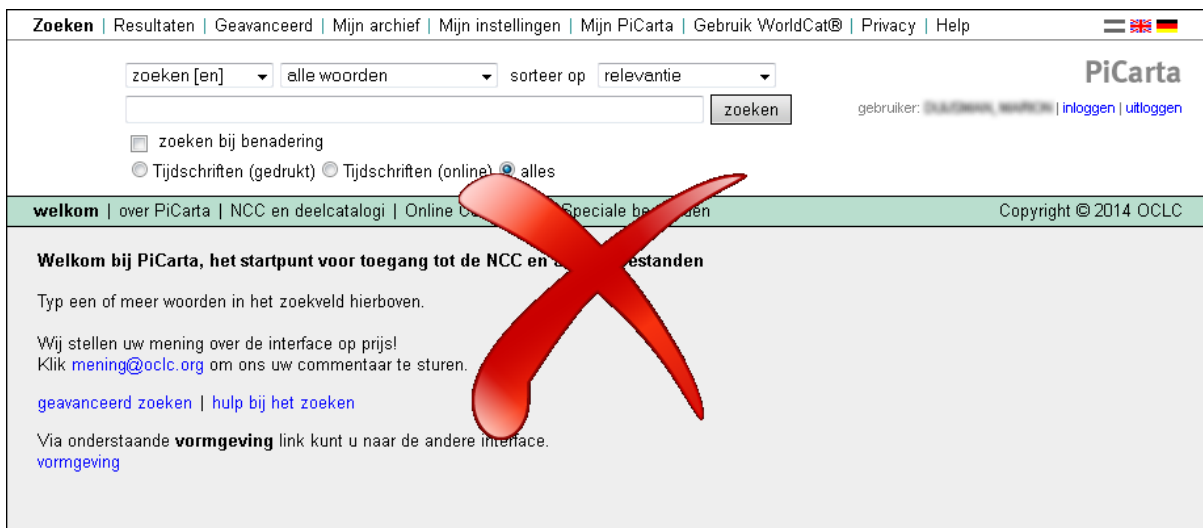 Zoeken | Resultaten | Geavanceerd | Mijn archief | Mijn instellingen | Mijn PiCarta | Gebruik WorldCat® | Privacy | Help
zoeken [en] alle woorden sorteer op relevantie
PiCarta
zoeken
gebruiker: | inloggen | uitloggen
zoeken bij benadering
Tijdschriften (gedrukt) Tijdschriften (online) alles
welkom | over PiCarta | NCC en deelcatalogi | Online Speciale Copyright © 2014 OCLC
Welkom bij PiCarta, het startpunt voor toegang tot de NCC en
Typ een of meer woorden in het zoekveld hierboven.
Wij stellen uw mening over de interface op prijs!
Klik mening@oclc.org om ons uw commentaar te sturen.
geavanceerd zoeken | hulp bij het zoeken
Via onderstaande vormgeving link kunt u naar de andere interface.
vormgeving